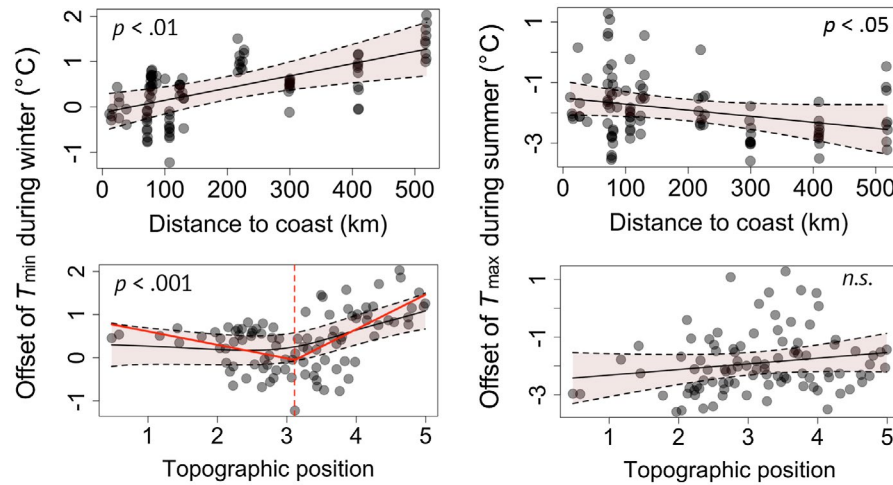 Offset of Tmin during winter (°C)
p < .01
2
1
0
-1
0 100 200 300 400 500
Distance to coast (km)
p < .001
2
1
0
-1
1 2 3 4 5
Topographic position
Offset of Tmax during summer (°C)
p < .05
1
-1
-3
0 100 200 300 400 500
Distance to coast (km)
n.s.
1
-1
-3
1 2 3 4 5
Topographic position